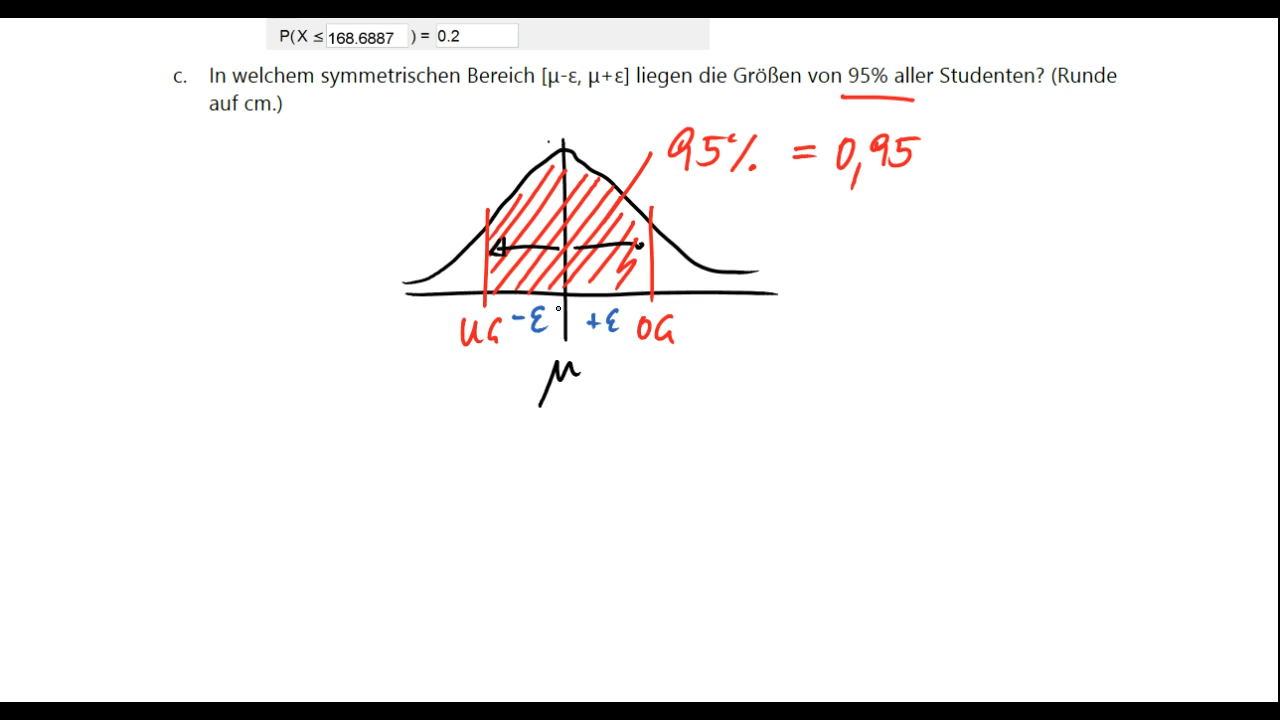 P(X ≤ 168.6887 ) = 0.2
c. In welchem symmetrischen Bereich [μ-ε, μ+ε] liegen die Größen von 95% aller Studenten? (Runde
auf cm.)
95% = 0,95
UG -ε +ε OG
μ